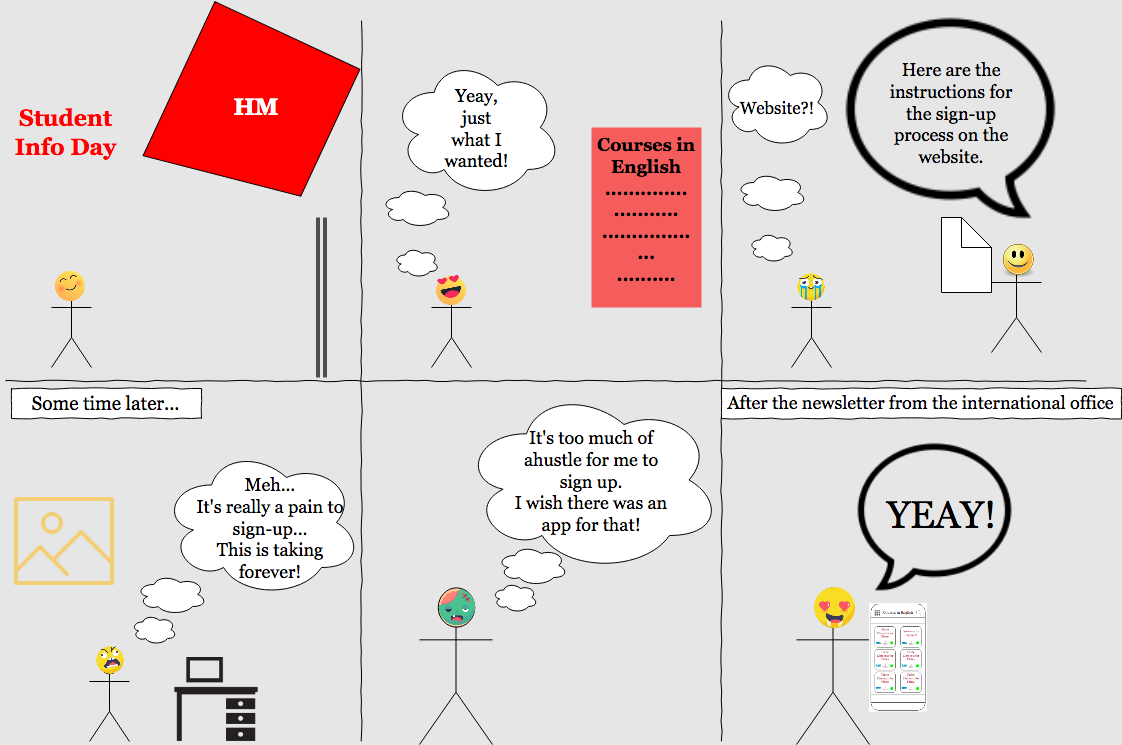 Student
Info Day
HM
Yeay,
just
what I
wanted!
Courses in
English
Website?!
Here are the
instructions for
the sign-up
process on the
website.
Some time later...
Meh...
It's really a pain to
sign-up...
This is taking
forever!
It's too much of
ahustle for me to
sign up.
I wish there was an
app for that!
After the newsletter from the international office
YEAY!
Courses in English